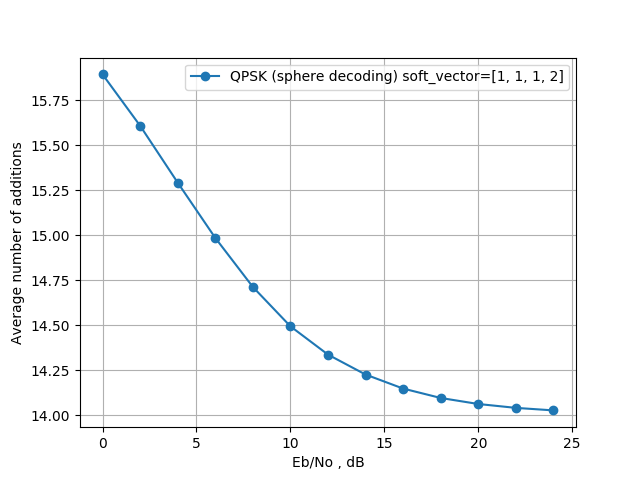 QPSK (sphere decoding) soft_vector=[1, 1, 1, 2]
15.75
15.50
15.25
15.00
14.75
14.50
14.25
14.00
Average number of additions
0 5 10 15 20 25
Eb/No , dB